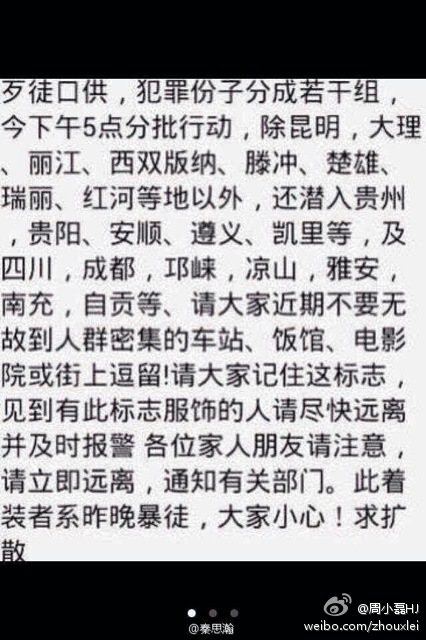 歹徒口供，犯罪份子分成若干组，
今下午5点分批行动，除昆明，大理
、丽江、西双版纳、滕冲、楚雄、
瑞丽、红河等地以外，还潜入贵州
，贵阳、安顺、遵义、凯里等，及
四川，成都，邛崃，凉山，雅安，
南充，自贡等、请大家近期不要无
故到人群密集的车站、饭馆、电影
院或街上逗留!请大家记住这标志，
见到有此标志服饰的人请尽快远离
并及时报警 各位家人朋友请注意，
请立即远离，通知有关部门。此着
装者系昨晚暴徒，大家小心！求扩
散
@秦思瀚
@周小磊HJ
weibo.com/zhouxlei